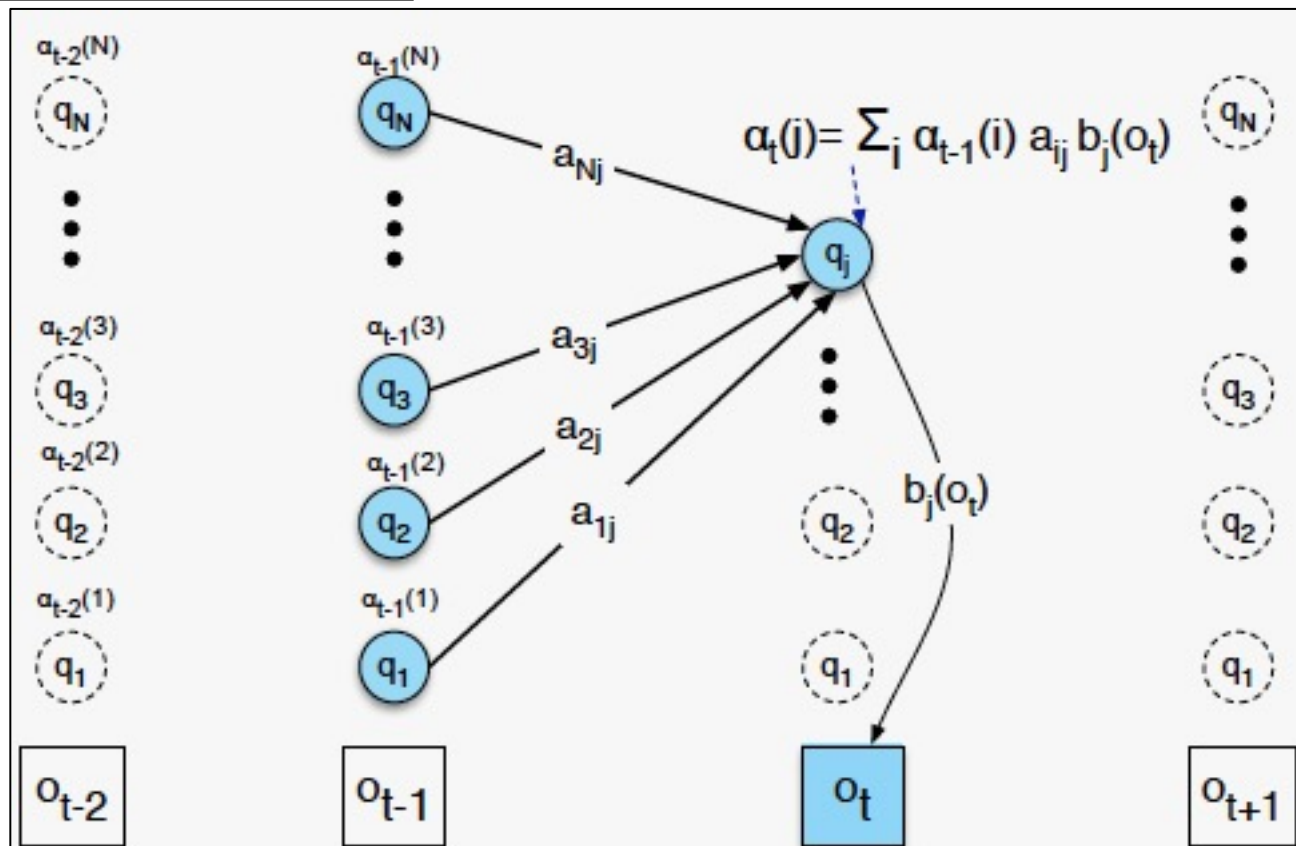 αt-2(N)
αt-1(N)
qN
qN
qN
aNj
αt(j)= Σi αt-1(i) aij bj(ot)
qj
αt-2(3)
αt-1(3)
a3j
q3
q3
q3
αt-2(2)
αt-1(2)
a2j
q2
q2
a1j
bj(ot)
q2
q2
αt-2(1)
αt-1(1)
q1
q1
q1
q1
ot-2
ot-1
ot
ot+1